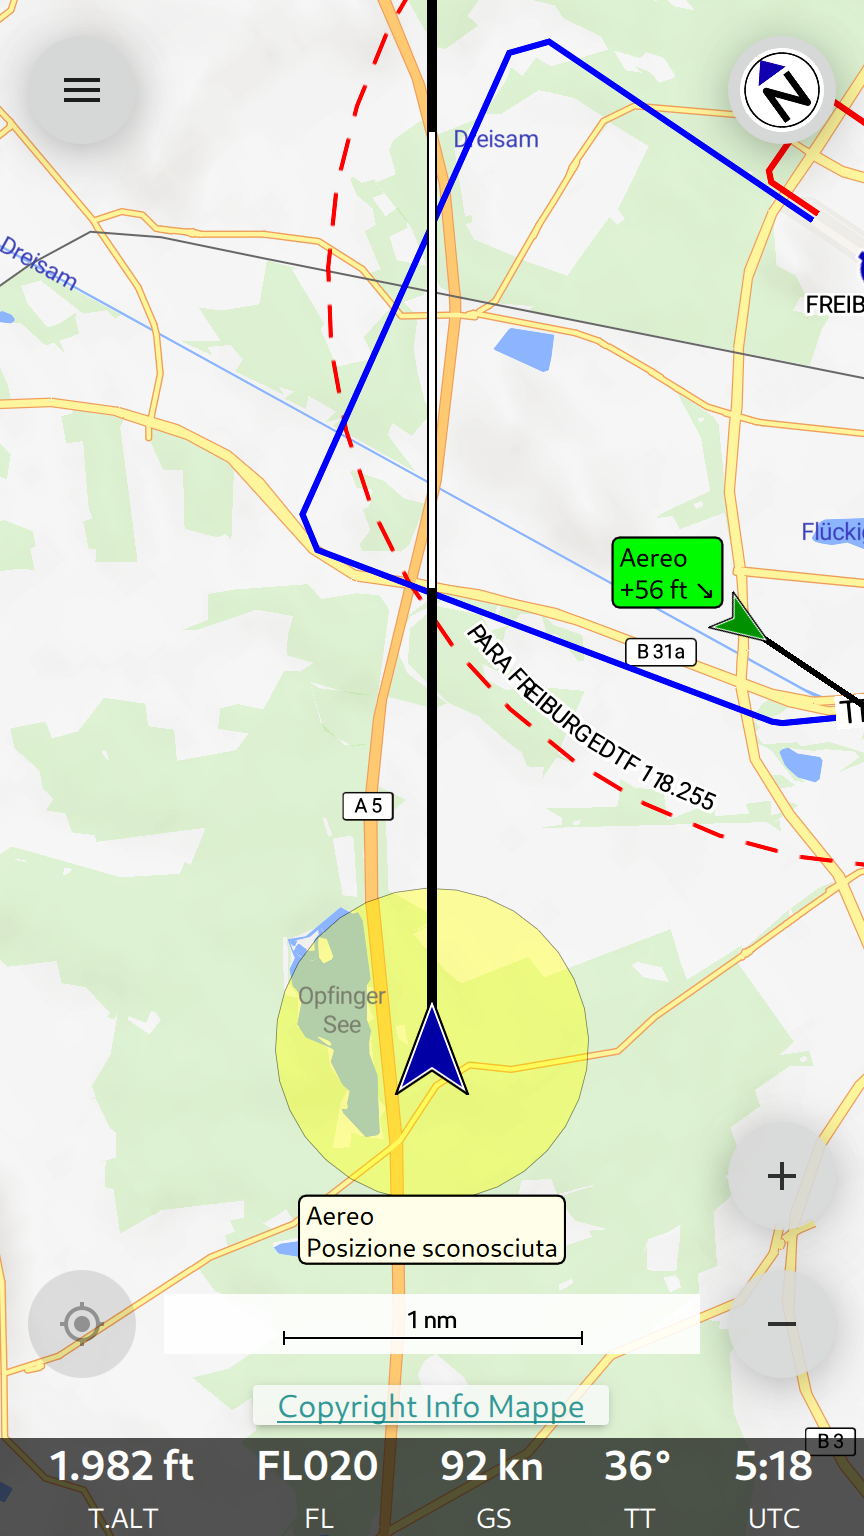 N
Dreisam
Dreisam
FREIB
Flücki
Aereo
+56 ft ↘
B 31a
PARA FREIBURGEDTF 118.255
A 5
Opfinger
See
Aereo
Posizione sconosciuta
1 nm
Copyright Info Mappe
B 3
1.982 ft FL020 92 kn 36° 5:18
T.ALT FL GS TT UTC